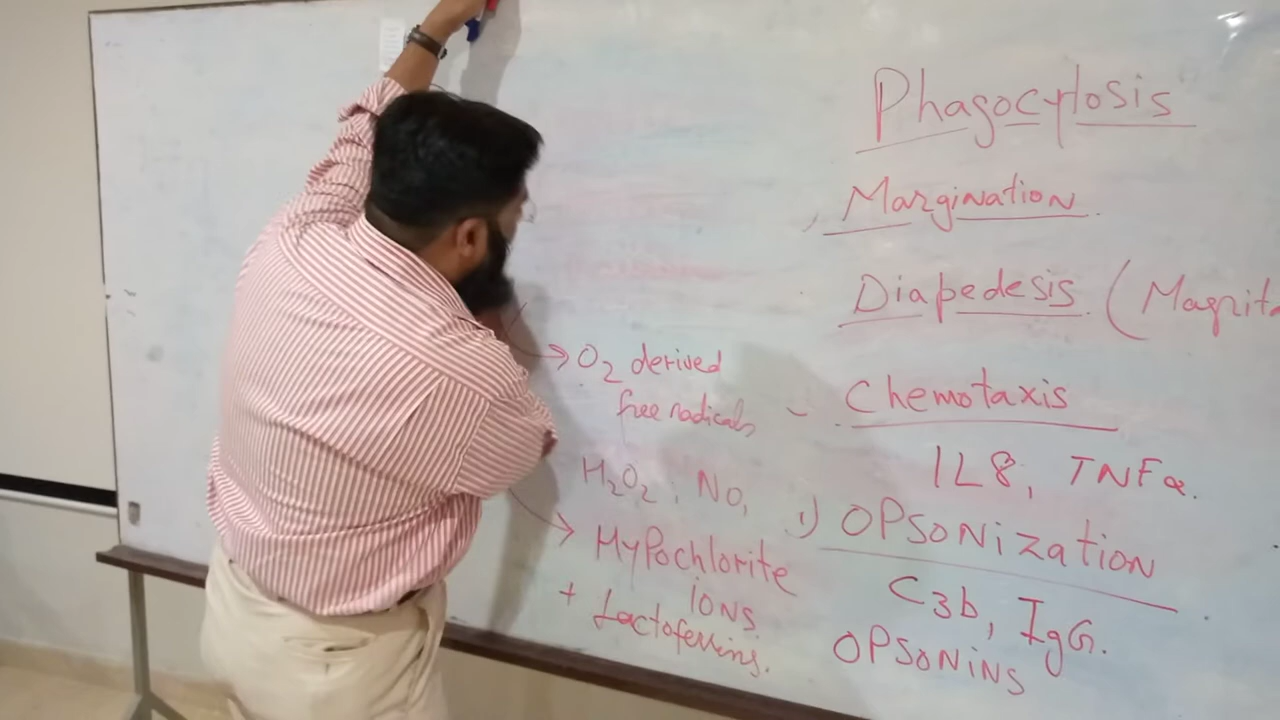 Phagocytosis
Margination
Diapedesis (Magrita
Chemotaxis
IL8, TNFα.
1) OPSONization
C3b, IgG.
OPSONINS
→ O2 derived
free radicals
H2O2, NO,
→ Hypochlorite
ions
+ Lactoferrins.